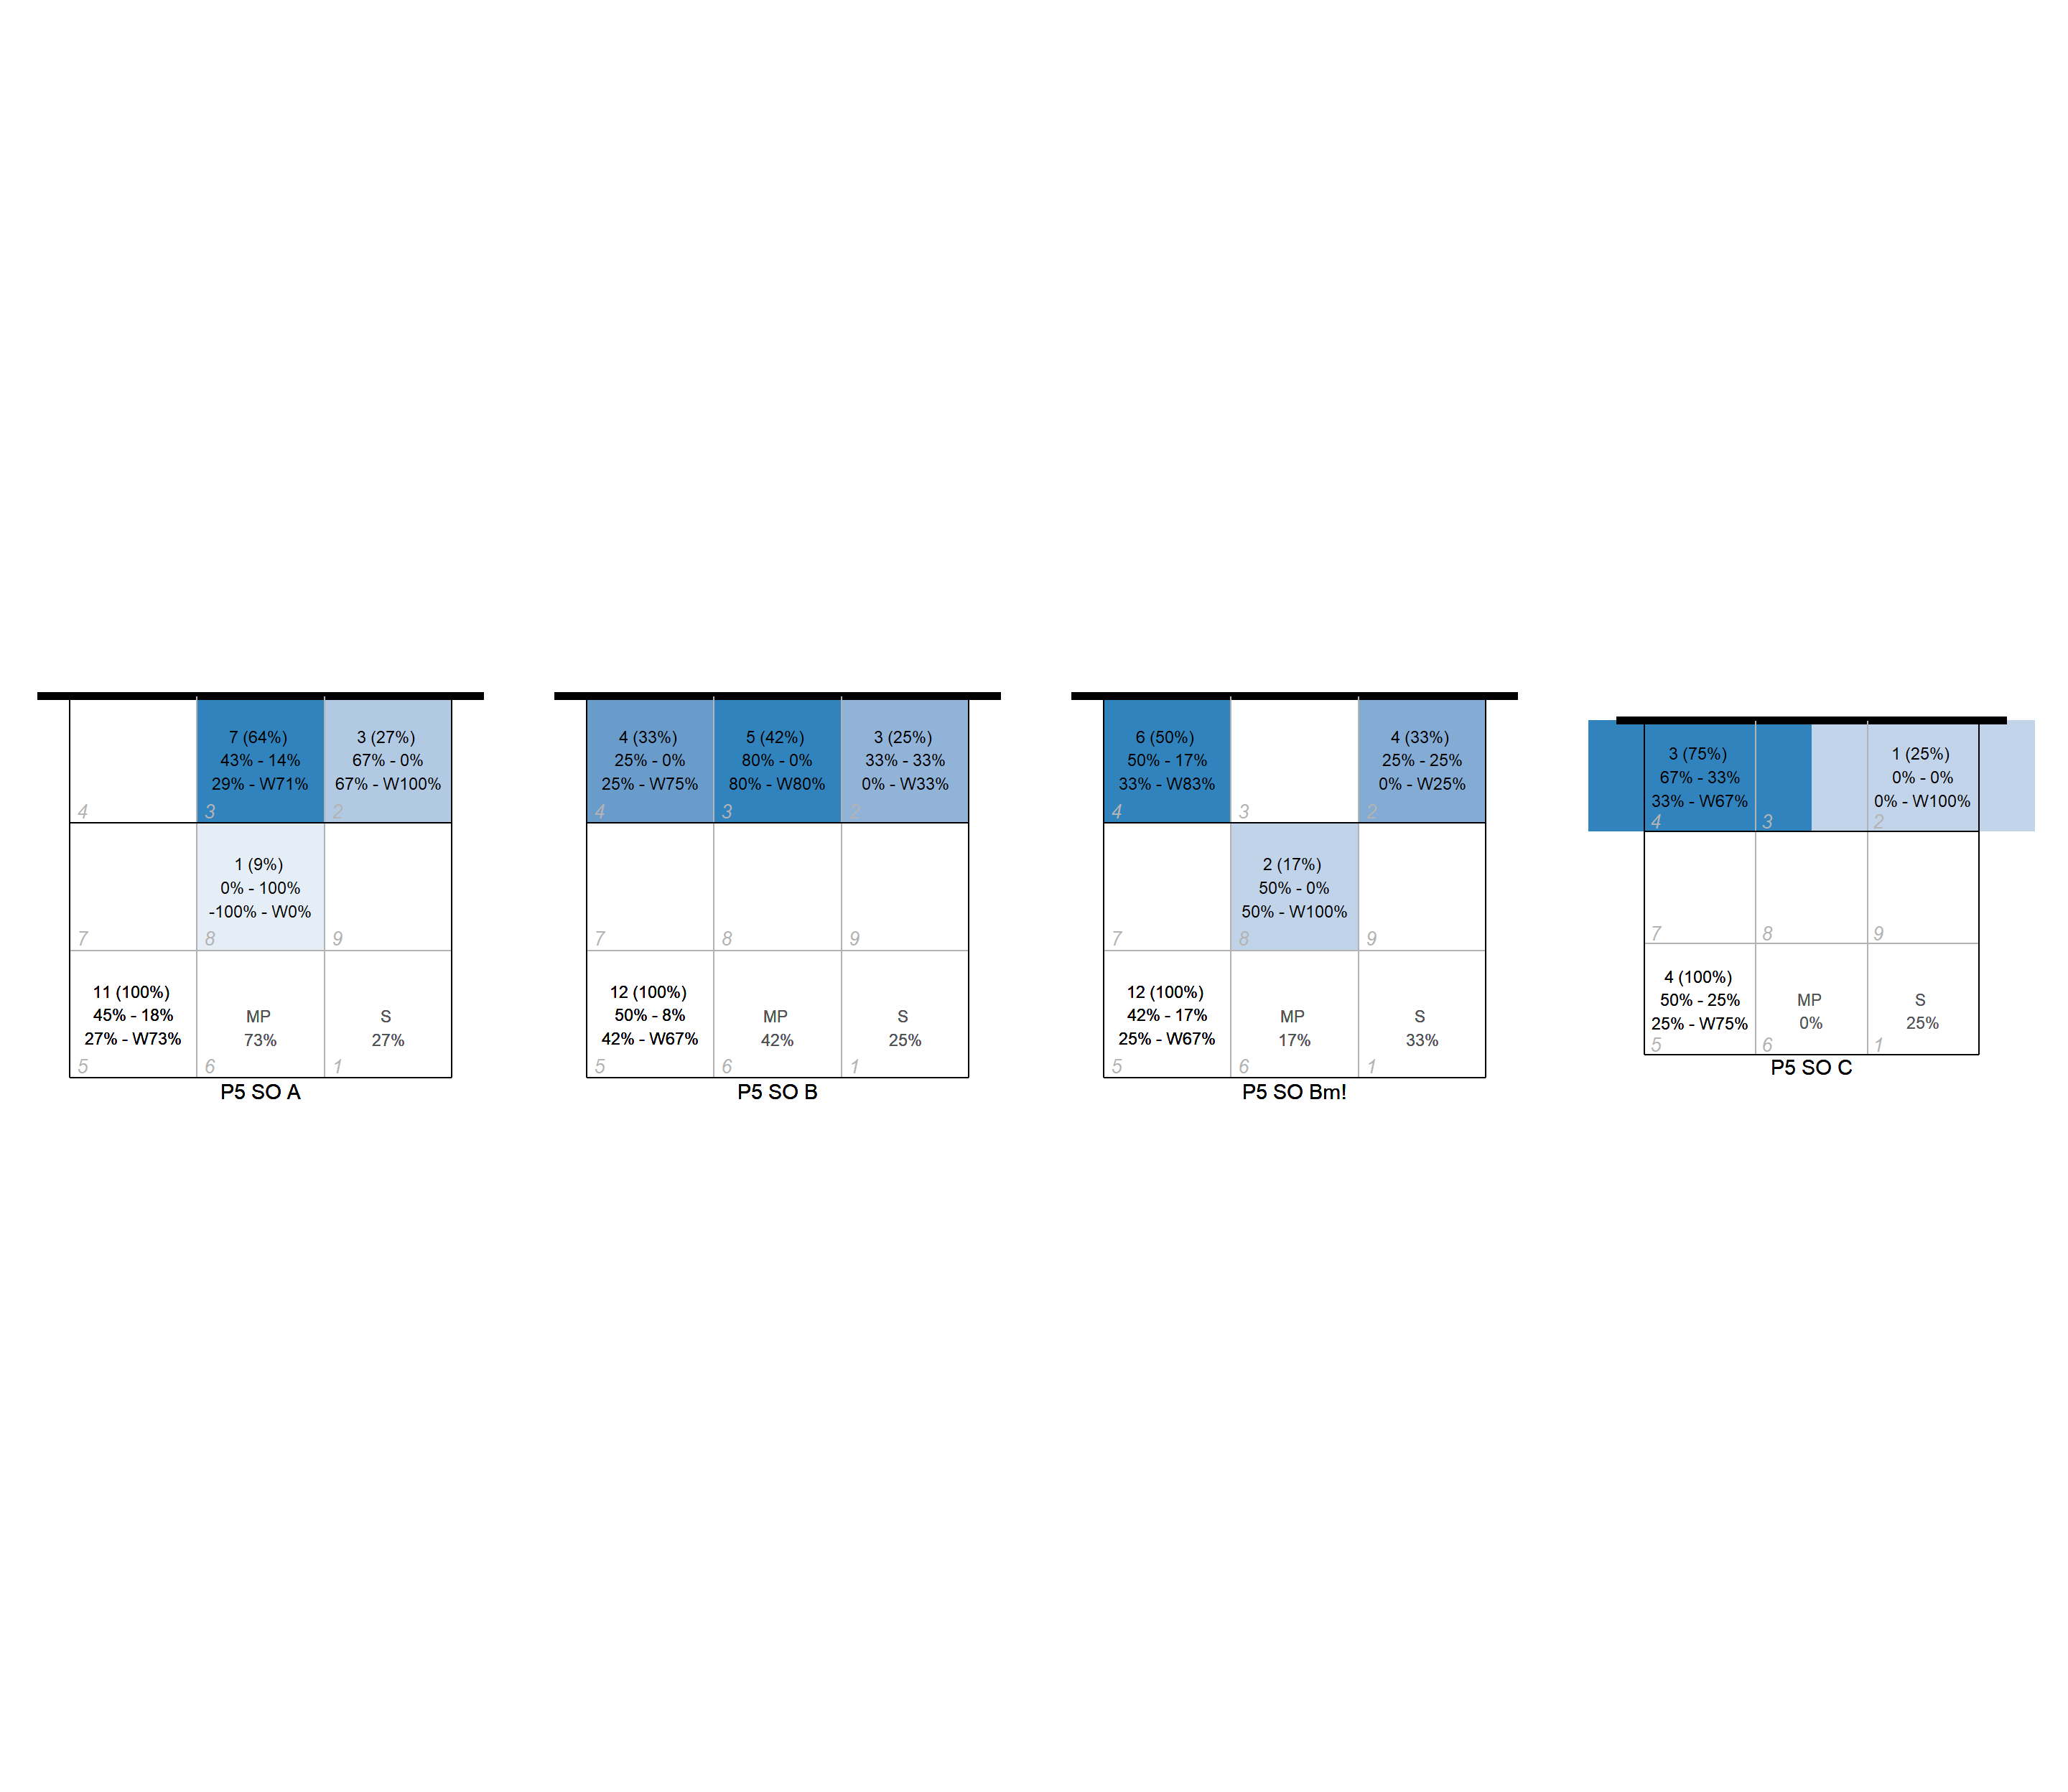 7 (64%)
43% - 14%
29% - W71%
3 (27%)
67% - 0%
67% - W100%
4
3
2
1 (9%)
0% - 100%
-100% - W0%
7
8
9
11 (100%)
45% - 18%
27% - W73%
MP
73%
S
27%
5
6
1
P5 SO A
4 (33%)
25% - 0%
25% - W75%
5 (42%)
80% - 0%
80% - W80%
3 (25%)
33% - 33%
0% - W33%
4
3
2
7
8
9
12 (100%)
50% - 8%
42% - W67%
MP
42%
S
25%
5
6
1
P5 SO B
6 (50%)
50% - 17%
33% - W83%
4 (33%)
25% - 25%
0% - W25%
4
3
2
2 (17%)
50% - 0%
50% - W100%
7
8
9
12 (100%)
42% - 17%
25% - W67%
MP
17%
S
33%
5
6
1
P5 SO Bm!
3 (75%)
67% - 33%
33% - W67%
1 (25%)
0% - 0%
0% - W100%
4
3
2
7
8
9
4 (100%)
50% - 25%
25% - W75%
MP
0%
S
25%
5
6
1
P5 SO C